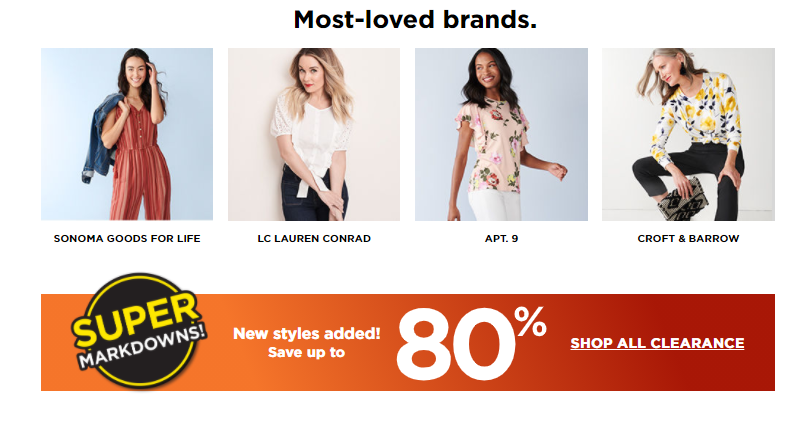 Most-loved brands.
SONOMA GOODS FOR LIFE
LC LAUREN CONRAD
APT. 9
CROFT & BARROW
SUPER
MARKDOWNS!
New styles added!
Save up to
80%
SHOP ALL CLEARANCE